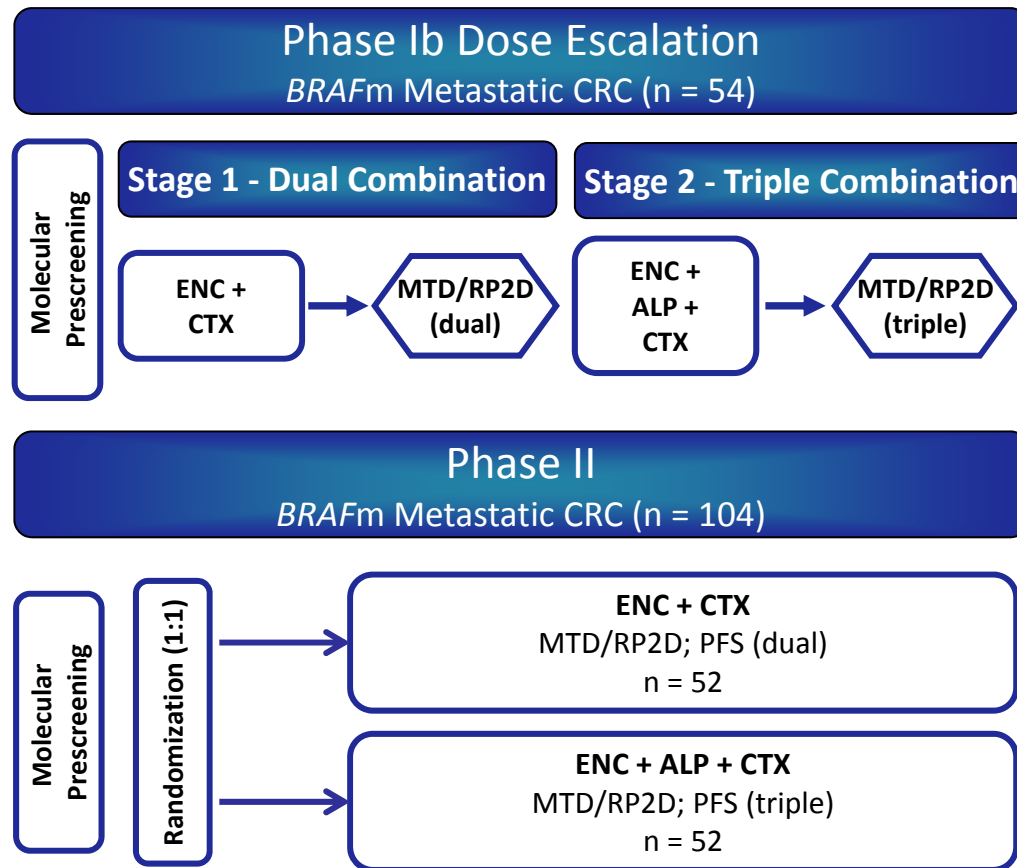 Phase Ib Dose Escalation
BRAFm Metastatic CRC (n = 54)
Molecular
Prescreening
Stage 1 - Dual Combination
Stage 2 - Triple Combination
ENC +
CTX
MTD/RP2D
(dual)
ENC +
ALP +
CTX
MTD/RP2D
(triple)
Phase II
BRAFm Metastatic CRC (n = 104)
Molecular
Prescreening
Randomization (1:1)
ENC + CTX
MTD/RP2D; PFS (dual)
n = 52
ENC + ALP + CTX
MTD/RP2D; PFS (triple)
n = 52